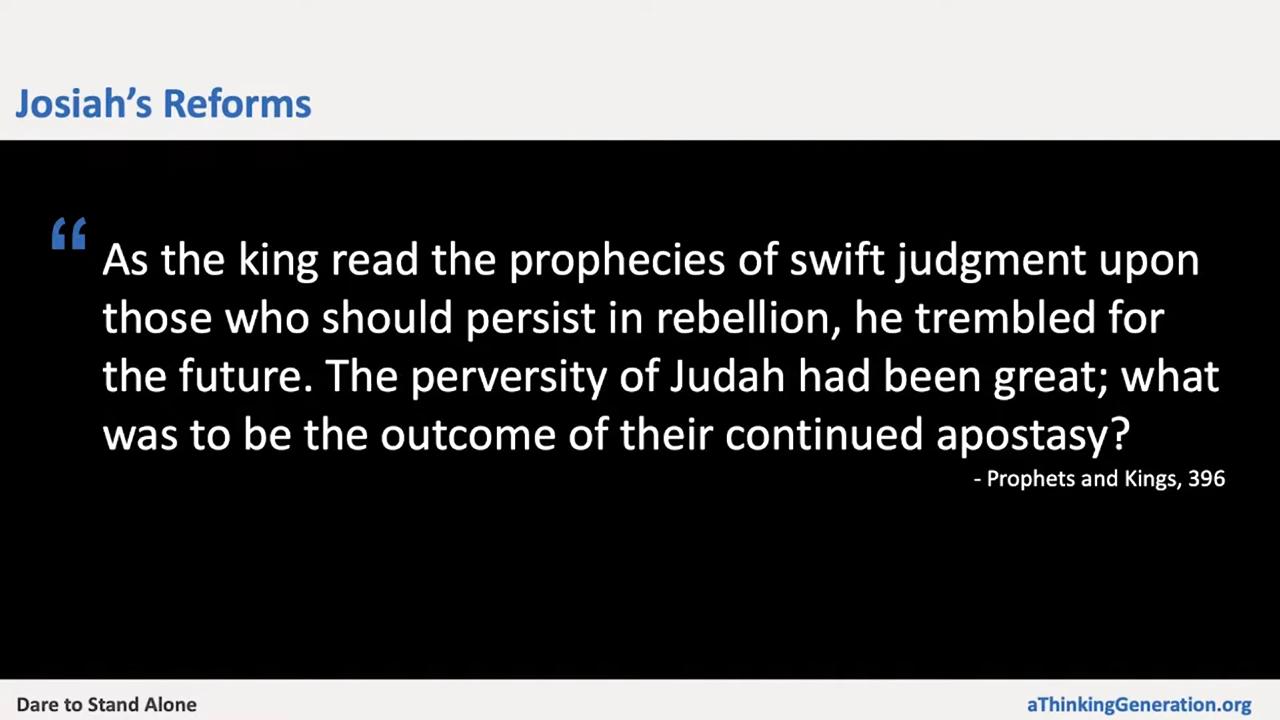 Josiah’s Reforms
“
As the king read the prophecies of swift judgment upon
those who should persist in rebellion, he trembled for
the future. The perversity of Judah had been great; what
was to be the outcome of their continued apostasy?
- Prophets and Kings, 396
Dare to Stand Alone
aThinkingGeneration.org